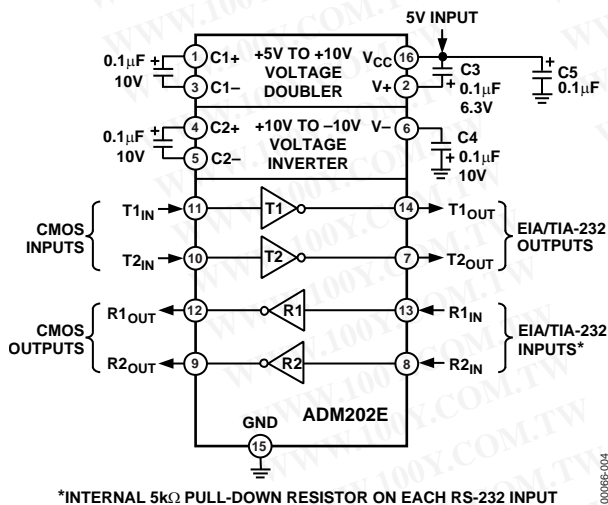 5V INPUT
0.1µF
10V
+
1
C1+
3
C1–
+5V TO +10V
VOLTAGE
DOUBLER
VCC
16
V+
2
+
C3
0.1µF
6.3V
+
C5
0.1µF
0.1µF
10V
+
4
C2+
5
C2–
+10V TO –10V
VOLTAGE
INVERTER
V–
6
C4
+
0.1µF
10V
CMOS
INPUTS
T1IN
11
T1
14
T1OUT
T2IN
10
T2
7
T2OUT
EIA/TIA-232
OUTPUTS
CMOS
OUTPUTS
R1OUT
12
R1
13
R1IN
R2OUT
9
R2
8
R2IN
EIA/TIA-232
INPUTS*
GND
15
ADM202E
*INTERNAL 5kΩ PULL-DOWN RESISTOR ON EACH RS-232 INPUT
00066-004
WWW.100Y.COM.TW